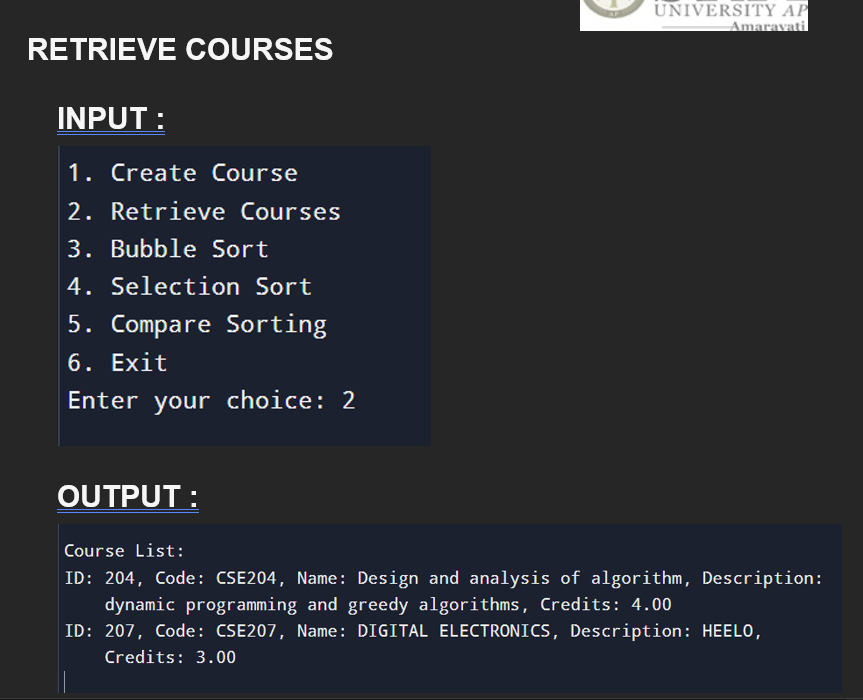 UNIVERSITY AP
Amaravati
RETRIEVE COURSES
INPUT :
1. Create Course
2. Retrieve Courses
3. Bubble Sort
4. Selection Sort
5. Compare Sorting
6. Exit
Enter your choice: 2
OUTPUT :
Course List:
ID: 204, Code: CSE204, Name: Design and analysis of algorithm, Description:
dynamic programming and greedy algorithms, Credits: 4.00
ID: 207, Code: CSE207, Name: DIGITAL ELECTRONICS, Description: HEELO,
Credits: 3.00